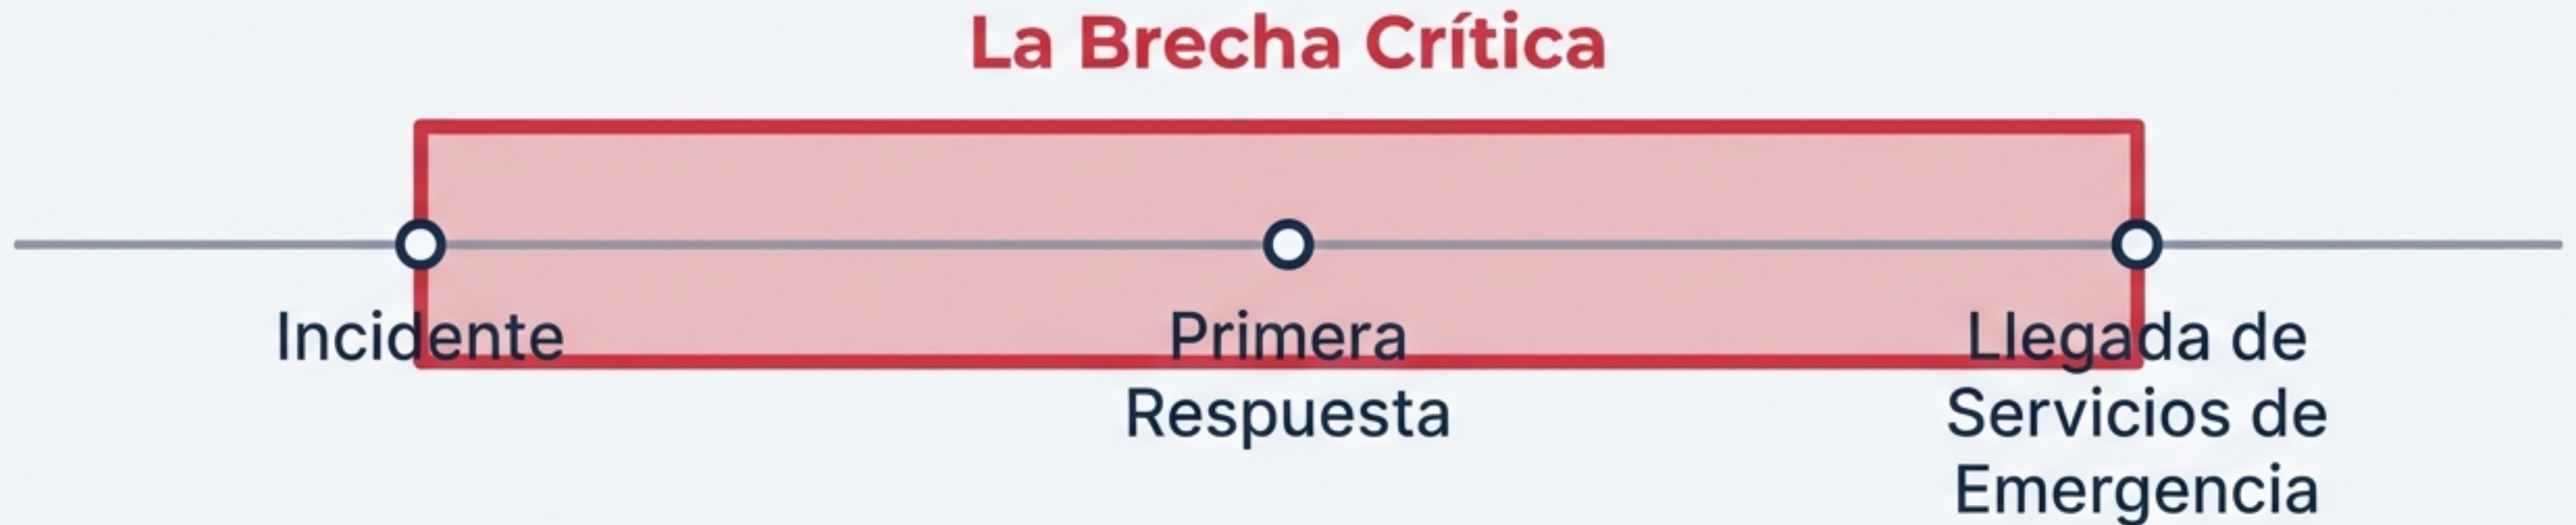 La Brecha Crítica
Incidente
Primera
Respuesta
Llegada de
Servicios de
Emergencia